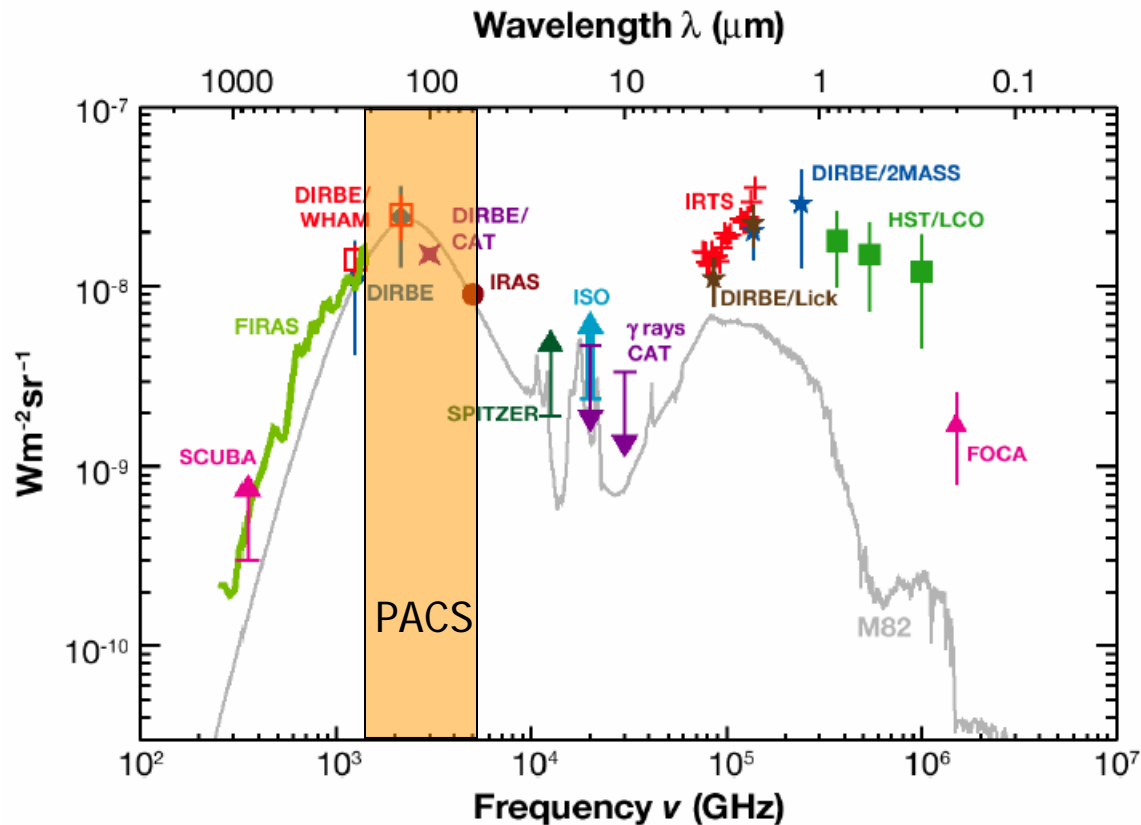 Wavelength λ (μm)
1000 100 10 1 0.1
10-7
10-8
10-9
10-10
Wm-2sr-1
DIRBE/
WHAM
DIRBE/
CAT
DIRBE
IRAS
FIRAS
SCUBA
PACS
SPITZER
ISO
γ rays
CAT
IRTS
DIRBE/2MASS
HST/LCO
DIRBE/Lick
FOCA
M82
102 103 104 105 106 107
Frequency ν (GHz)